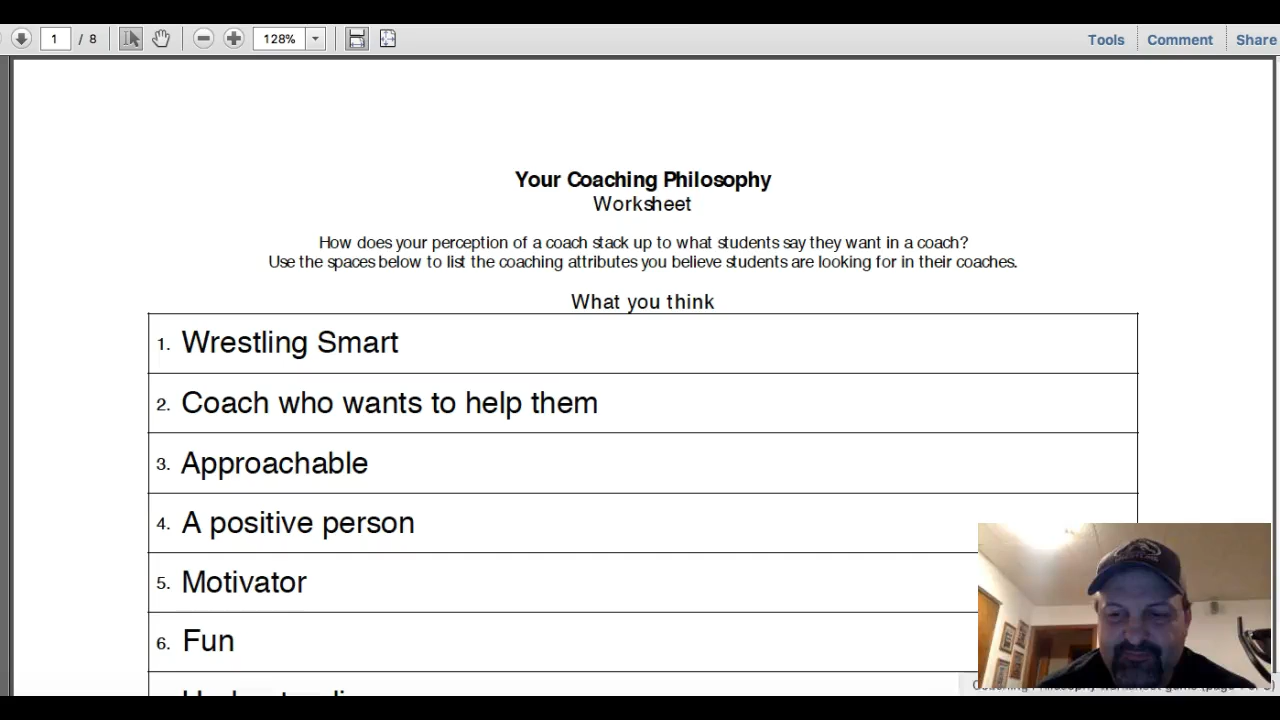 1 / 8
128%
Tools
Comment
Share
Your Coaching Philosophy
Worksheet
How does your perception of a coach stack up to what students say they want in a coach?
Use the spaces below to list the coaching attributes you believe students are looking for in their coaches.
What you think
1. Wrestling Smart
2. Coach who wants to help them
3. Approachable
4. A positive person
5. Motivator
6. Fun